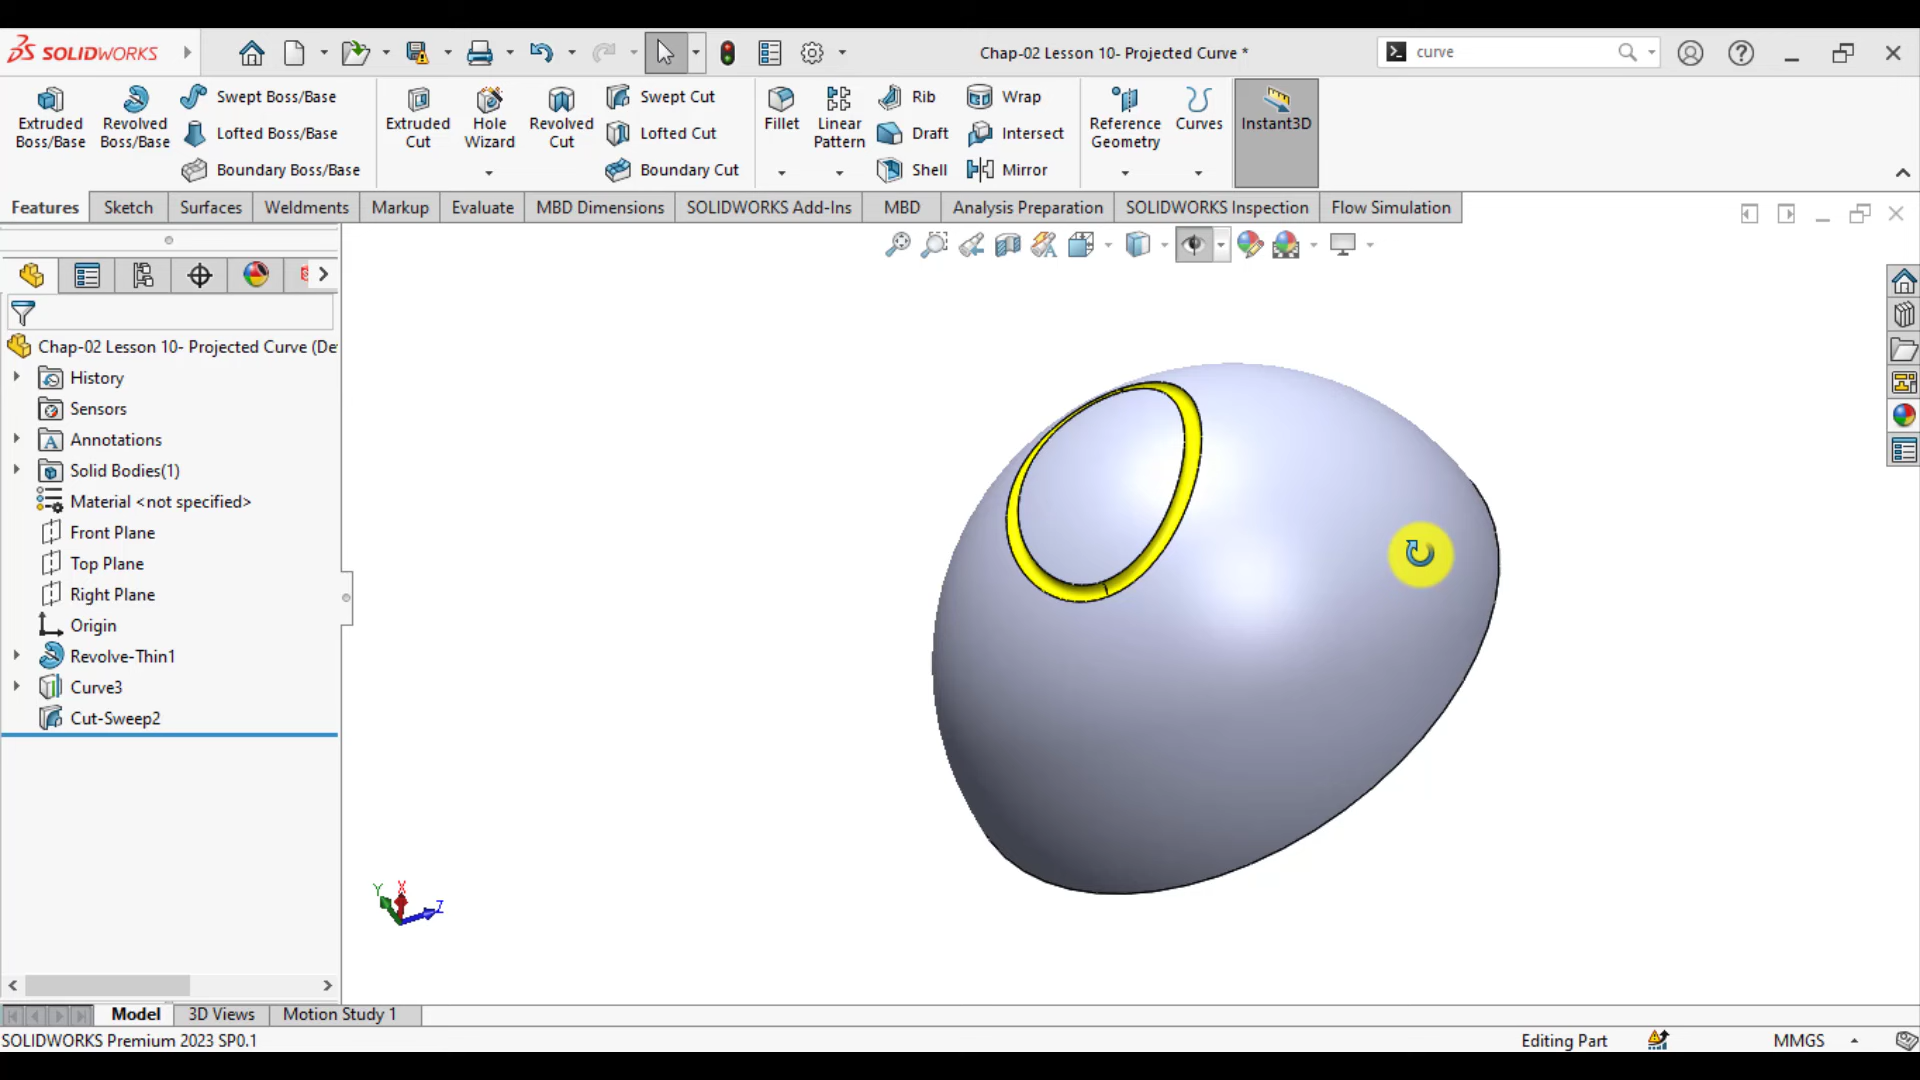 SOLIDWORKS
Chap-02 Lesson 10- Projected Curve *
curve
Extruded Boss/Base
Revolved Boss/Base
Swept Boss/Base
Lofted Boss/Base
Boundary Boss/Base
Extruded Cut
Hole Wizard
Revolved Cut
Swept Cut
Lofted Cut
Boundary Cut
Fillet
Linear Pattern
Rib
Draft
Shell
Wrap
Intersect
Mirror
Reference Geometry
Curves
Instant3D
Features
Sketch
Surfaces
Weldments
Markup
Evaluate
MBD Dimensions
SOLIDWORKS Add-Ins
MBD
Analysis Preparation
SOLIDWORKS Inspection
Flow Simulation
Chap-02 Lesson 10- Projected Curve (De
History
Sensors
Annotations
Solid Bodies(1)
Material <not specified>
Front Plane
Top Plane
Right Plane
Origin
Revolve-Thin1
Curve3
Cut-Sweep2
Y
X
Z
Model
3D Views
Motion Study 1
SOLIDWORKS Premium 2023 SP0.1
Editing Part
MMGS